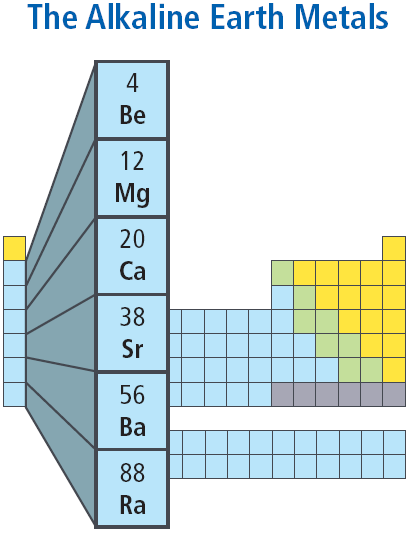 The Alkaline Earth Metals
4
Be
12
Mg
20
Ca
38
Sr
56
Ba
88
Ra